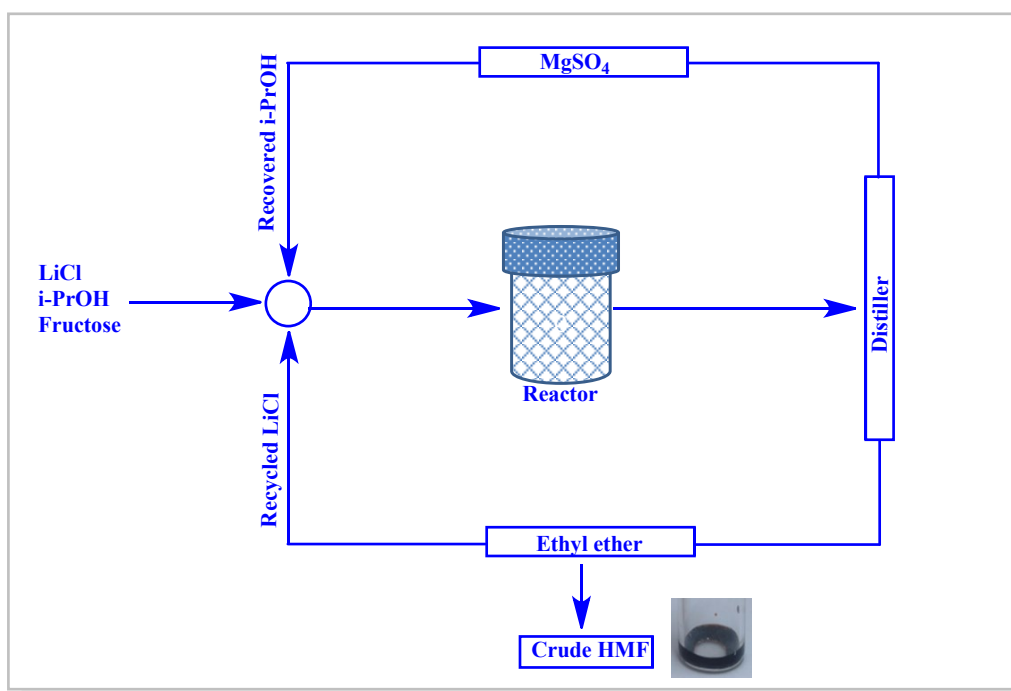 MgSO₄
Recovered i-PrOH
LiCl
i-PrOH
Fructose
Reactor
Distiller
Recycled LiCl
Ethyl ether
Crude HMF